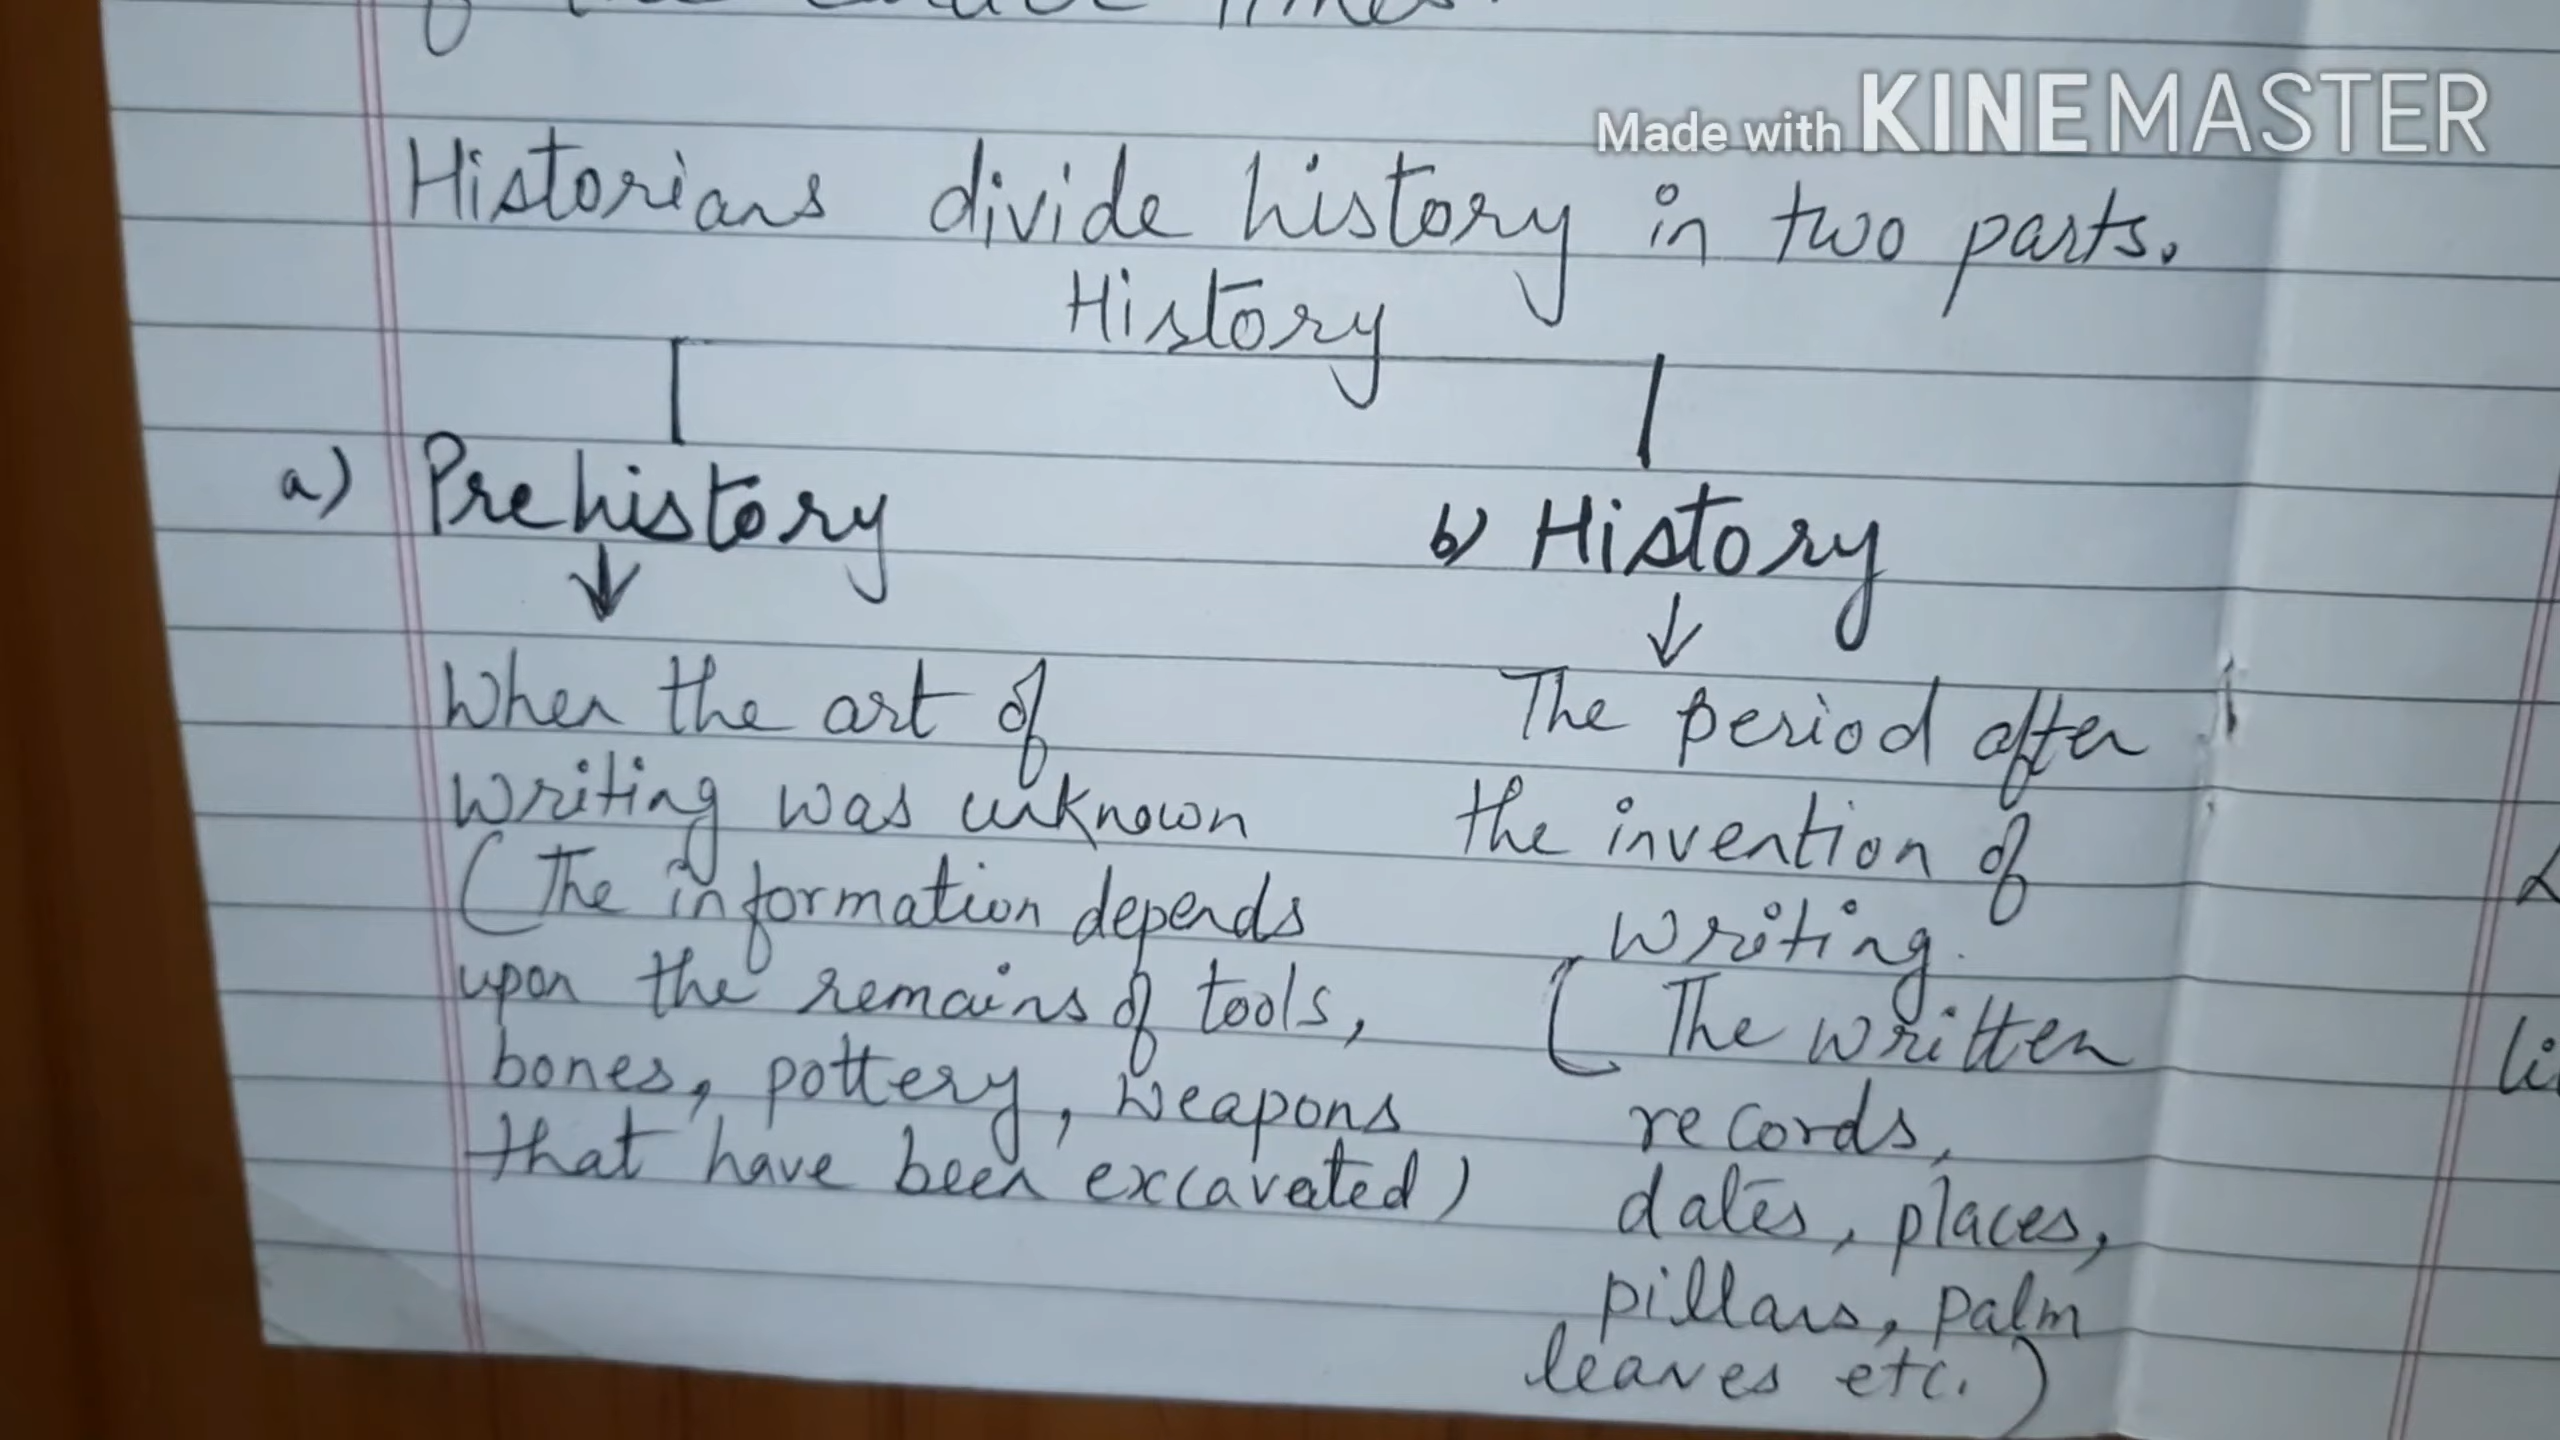 times.
Made with KINEMASTER
Historians divide history in two parts.
History
a) Prehistory
When the art of
writing was unknown
(The information depends
upon the remains of tools,
bones, pottery, weapons
that have been excavated)
b) History
The period after
the invention of
writing.
(The written
records,
dates, places,
pillars, palm
leaves etc.)